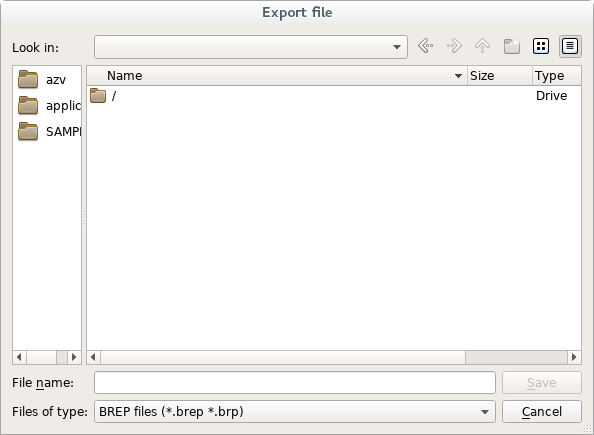 Export file
Look in:
azv
applic
SAMPI
Name Size Type
/ Drive
File name: Save
Files of type: BREP files (*.brep *.brp) Cancel